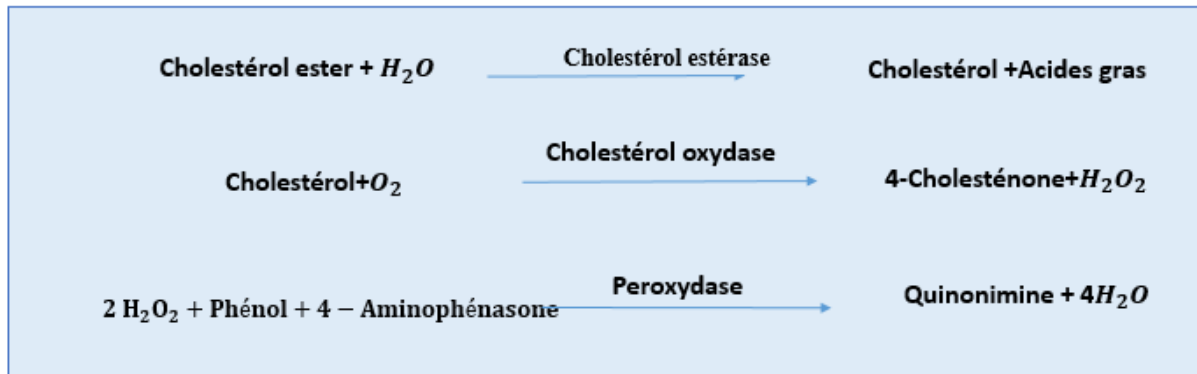 Cholestérol ester + H₂O Cholestérol estérase Cholestérol +Acides gras
Cholestérol+O₂ Cholestérol oxydase 4-Cholesténone+H₂O₂
2 H₂O₂ + Phénol + 4 − Aminophénasone Peroxydase Quinonimine + 4H₂O